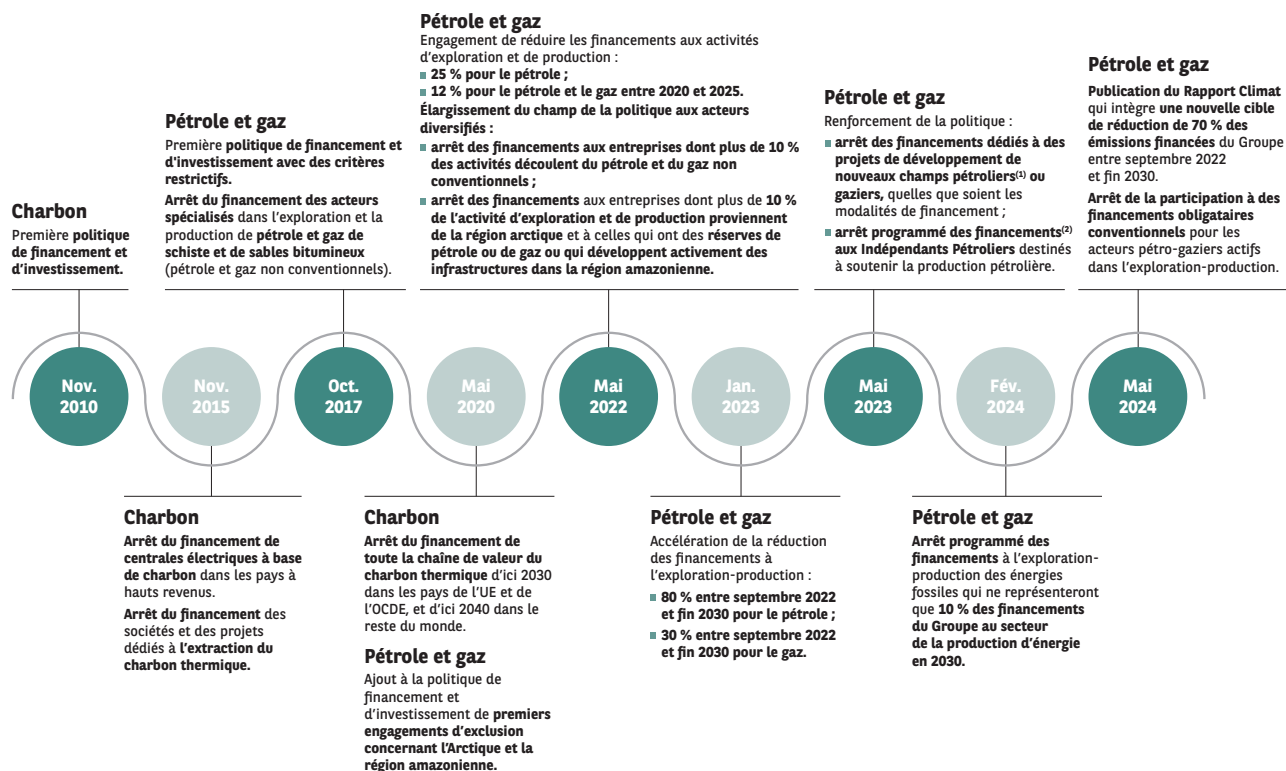 Charbon
Première politique
de financement et
d'investissement.
Nov.
2010
Charbon
Arrêt du financement de
centrales électriques à base
de charbon dans les pays à
hauts revenus.
Arrêt du financement des
sociétés et des projets
dédiés à l'extraction du
charbon thermique.
Nov.
2015
Pétrole et gaz
Première politique de financement et
d'investissement avec des critères
restrictifs.
Arrêt du financement des acteurs
spécialisés dans l'exploration et la
production de pétrole et gaz de
schiste et de sables bitumineux
(pétrole et gaz non conventionnels).
Oct.
2017
Charbon
Arrêt du financement de
toute la chaîne de valeur du
charbon thermique d'ici 2030
dans les pays de l'UE et de
l'OCDE, et d'ici 2040 dans le
reste du monde.
Pétrole et gaz
Ajout à la politique de
financement et
d'investissement de premiers
engagements d'exclusion
concernant l'Arctique et la
région amazonienne.
Mai
2020
Pétrole et gaz
Engagement de réduire les financements aux activités
d'exploration et de production :
25 % pour le pétrole ;
12 % pour le pétrole et le gaz entre 2020 et 2025.
Élargissement du champ de la politique aux acteurs
diversifiés :
arrêt des financements aux entreprises dont plus de 10 %
des activités découlent du pétrole et du gaz non
conventionnels ;
arrêt des financements aux entreprises dont plus de 10 %
de l'activité d'exploration et de production proviennent
de la région arctique et à celles qui ont des réserves de
pétrole ou de gaz ou qui développent activement des
infrastructures dans la région amazonienne.
Mai
2022
Pétrole et gaz
Accélération de la réduction
des financements à
l'exploration-production :
80 % entre septembre 2022
et fin 2030 pour le pétrole ;
30 % entre septembre 2022
et fin 2030 pour le gaz.
Jan.
2023
Pétrole et gaz
Renforcement de la politique :
arrêt des financements dédiés à des
projets de développement de
nouveaux champs pétroliers(1) ou
gaziers, quelles que soient les
modalités de financement ;
arrêt programmé des financements(2)
aux Indépendants Pétroliers destinés
à soutenir la production pétrolière.
Mai
2023
Pétrole et gaz
Arrêt programmé des
financements à l'exploration-
production des énergies
fossiles qui ne représenteront
que 10 % des financements
du Groupe au secteur
de la production d'énergie
en 2030.
Fév.
2024
Pétrole et gaz
Publication du Rapport Climat
qui intègre une nouvelle cible
de réduction de 70 % des
émissions financées du Groupe
entre septembre 2022
et fin 2030.
Arrêt de la participation à des
financements obligataires
conventionnels pour les
acteurs pétro-gaziers actifs
dans l'exploration-production.
Mai
2024